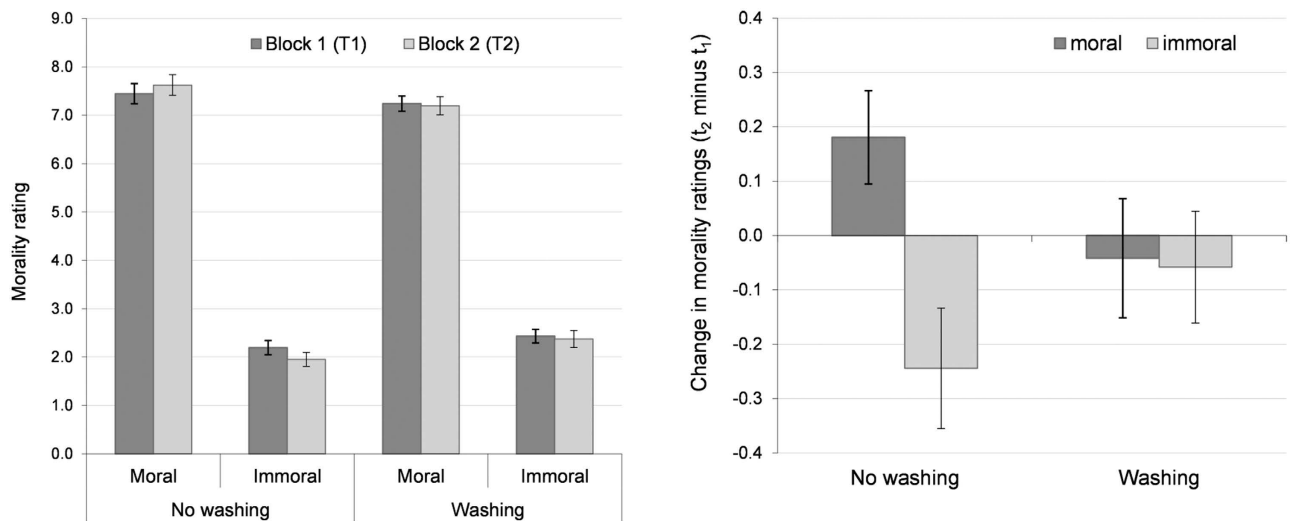 9.0
8.0
7.0
6.0
5.0
4.0
3.0
2.0
1.0
0.0
Morality rating
Block 1 (T1) Block 2 (T2)
Moral Immoral Moral Immoral
No washing Washing
0.4
0.3
0.2
0.1
0.0
-0.1
-0.2
-0.3
-0.4
Change in morality ratings (t₂ minus t₁)
moral immoral
No washing Washing